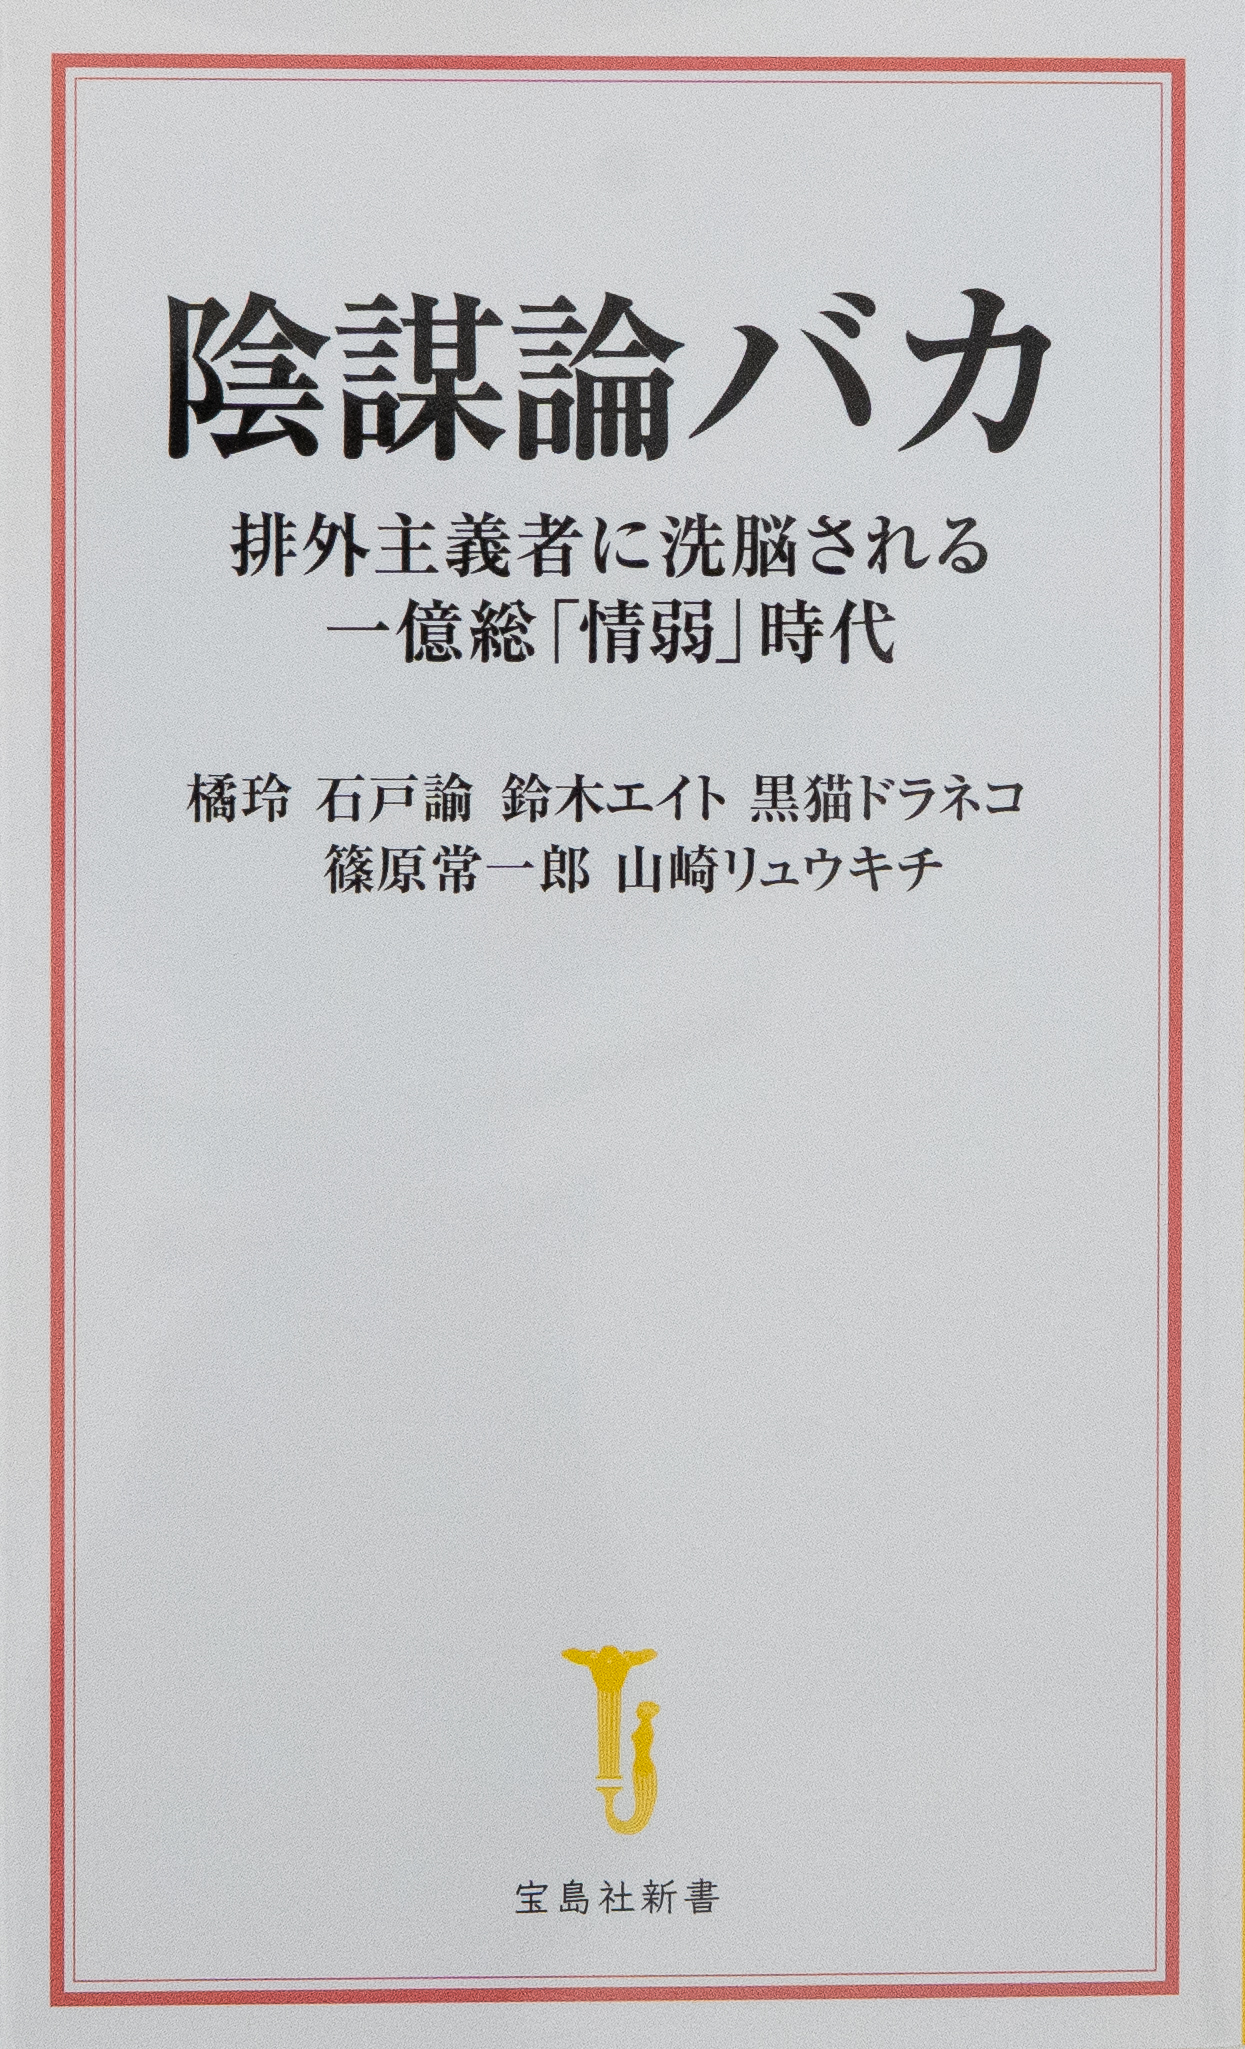 陰謀論バカ
排外主義者に洗脳される
一億総「情弱」時代
橘玲 石戸諭 鈴木エイト 黒猫ドラネコ
篠原常一郎 山崎リュウキチ
宝島社新書